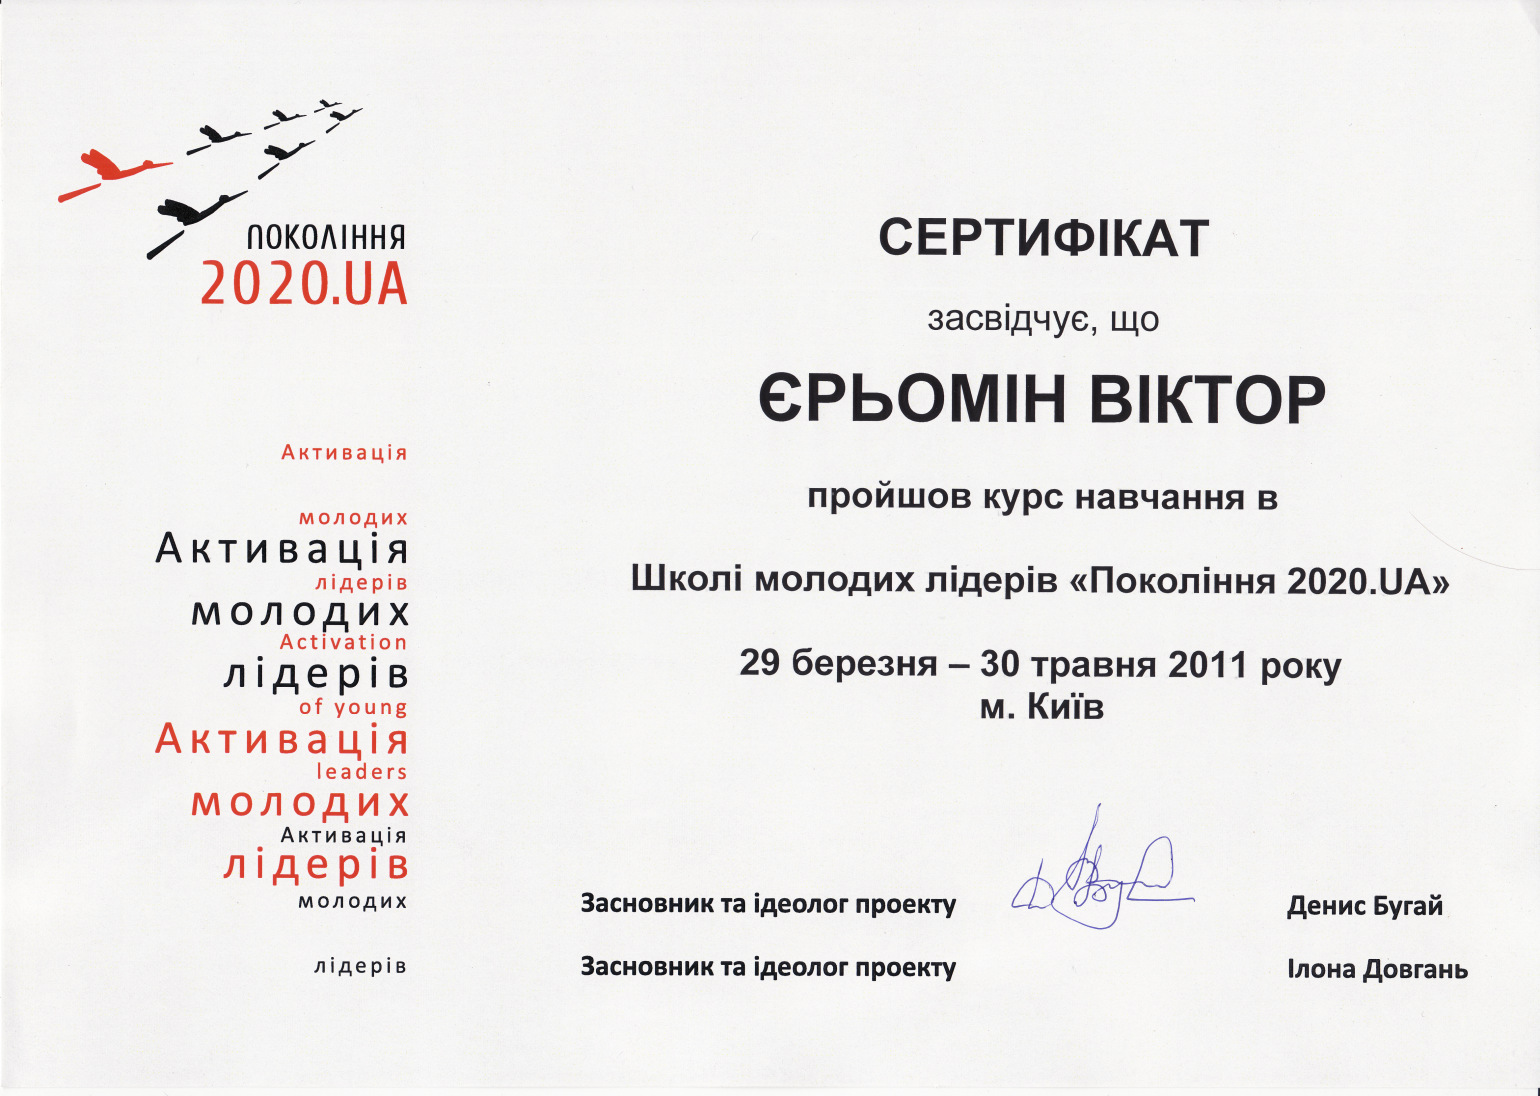 ПОКОЛІННЯ
2020.UA
СЕРТИФІКАТ
засвідчує, що
ЄРЬОМІН ВІКТОР
пройшов курс навчання в
Школі молодих лідерів «Покоління 2020.UA»
29 березня – 30 травня 2011 року
м. Київ
Активація
молодих
Активація
лідерів
молодих
Activation
лідерів
of young
Активація
leaders
молодих
Активація
лідерів
молодих
лідерів
Засновник та ідеолог проекту Денис Бугай
Засновник та ідеолог проекту Ілона Довгань